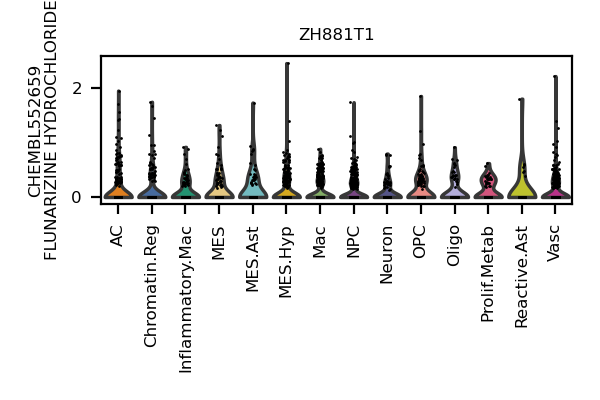 ZH881T1
CHEMBL552659
FLUNARIZINE HYDROCHLORIDE
2
0
AC
Chromatin.Reg
Inflammatory.Mac
MES
MES.Ast
MES.Hyp
Mac
NPC
Neuron
OPC
Oligo
Prolif.Metab
Reactive.Ast
Vasc